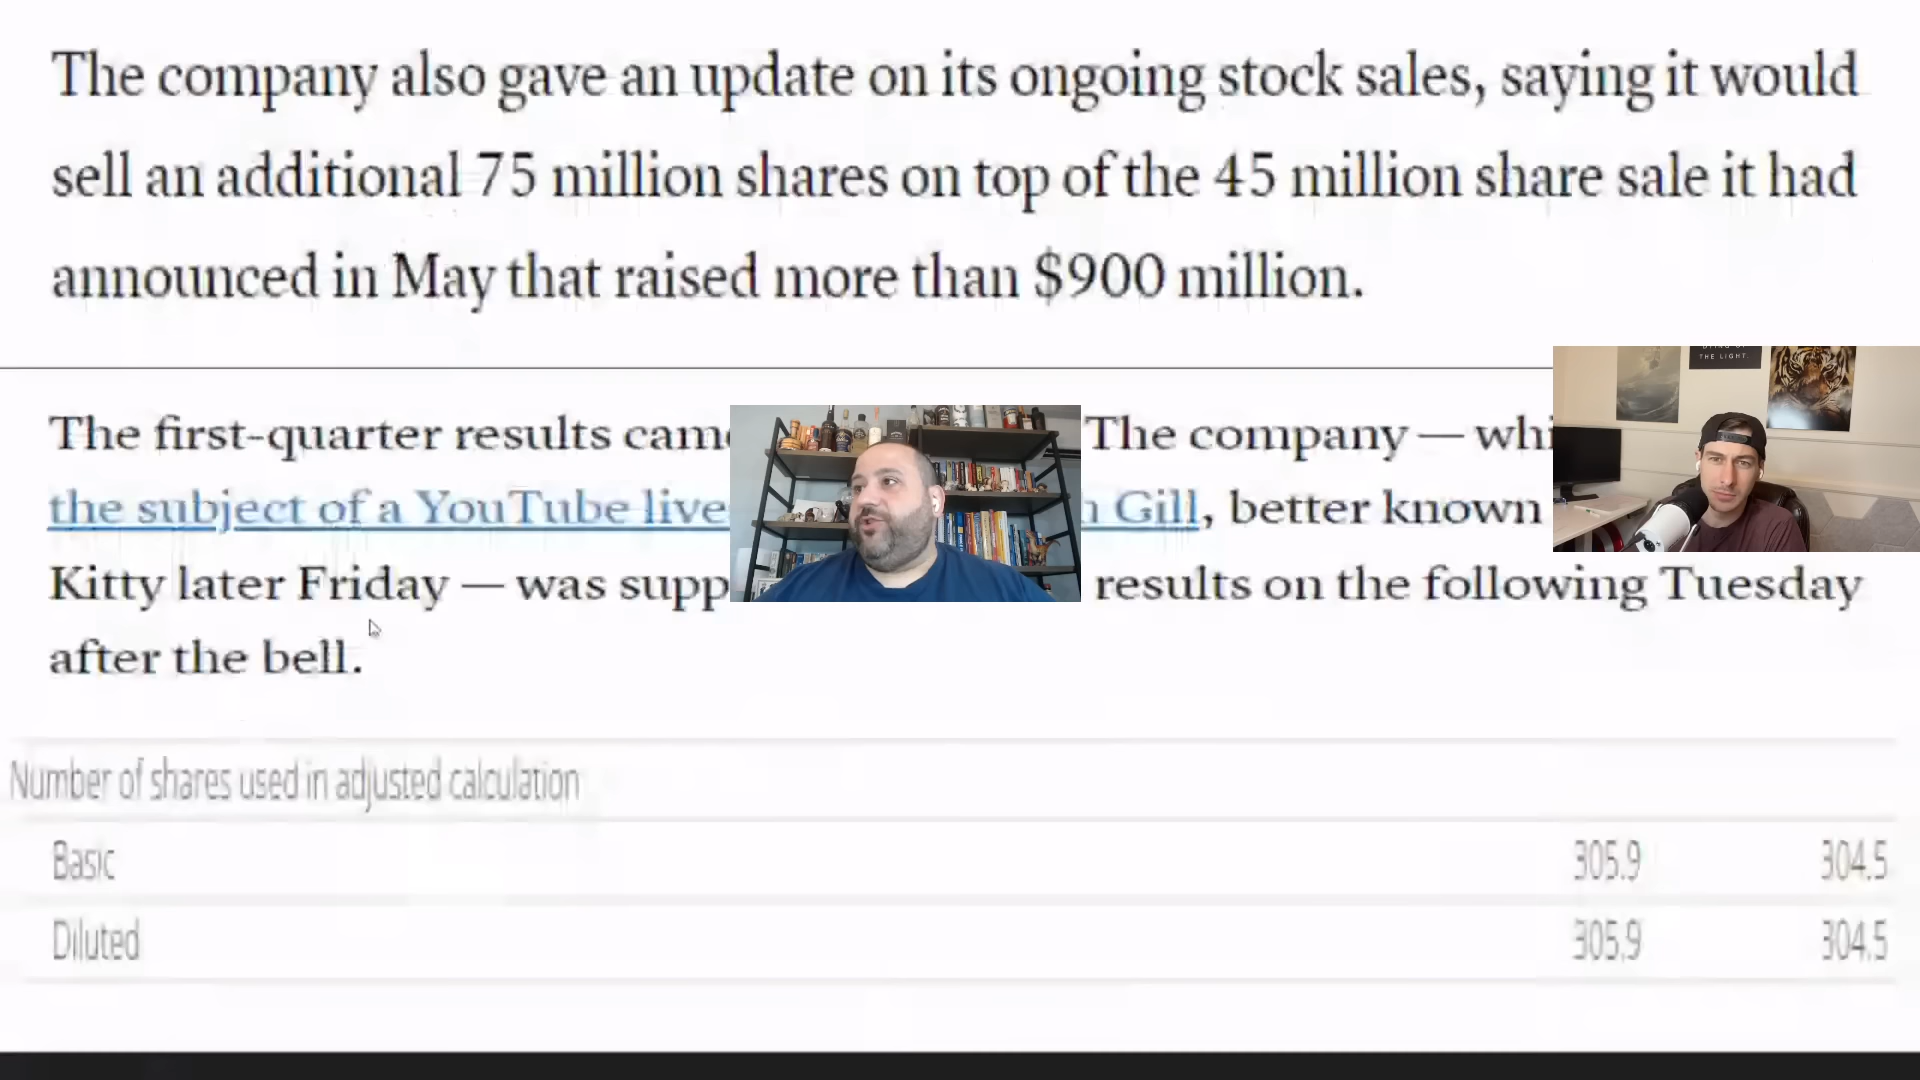 The company also gave an update on its ongoing stock sales, saying it would
sell an additional 75 million shares on top of the 45 million share sale it had
announced in May that raised more than $900 million.
THE LIGHT.
The first-quarter results The company —
the subject of a YouTube Gill, better known
Kitty later Friday — was results on the following Tuesday
after the bell.
Number of shares used in adjusted calculation
Basic 305.9 304.5
Diluted 305.9 304.5